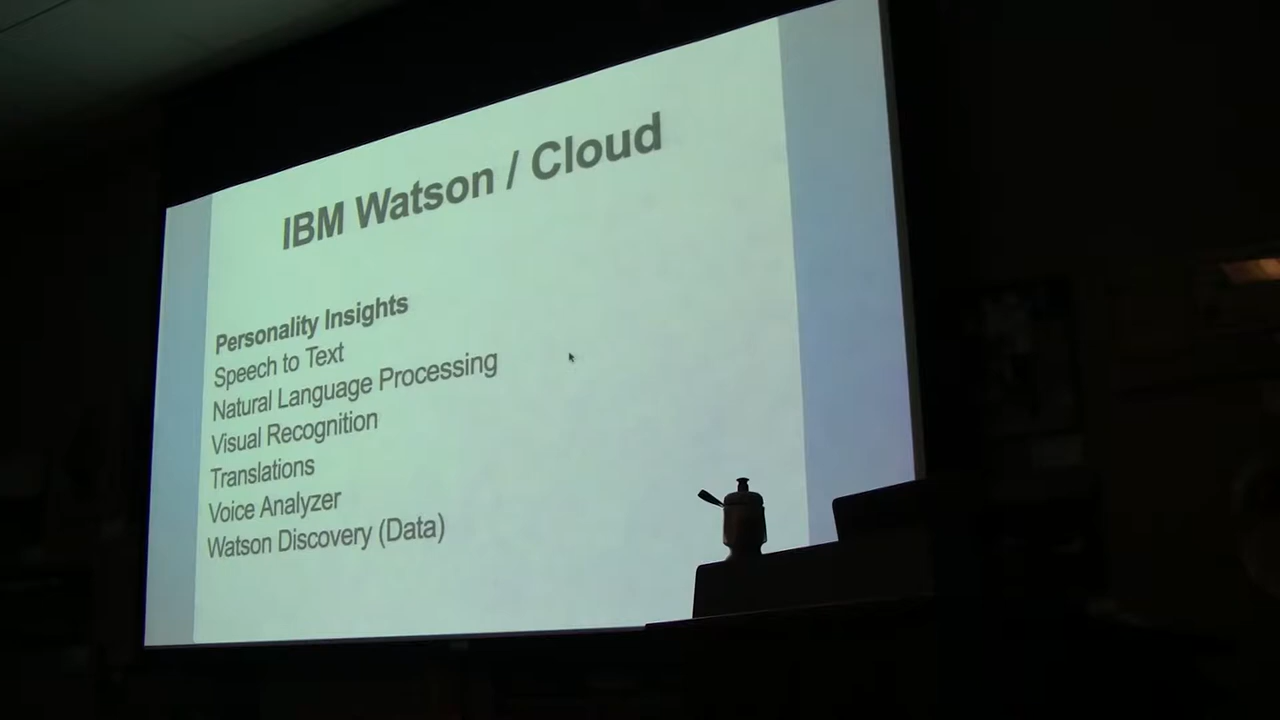 IBM Watson / Cloud
Personality Insights
Speech to Text
Natural Language Processing
Visual Recognition
Translations
Voice Analyzer
Watson Discovery (Data)